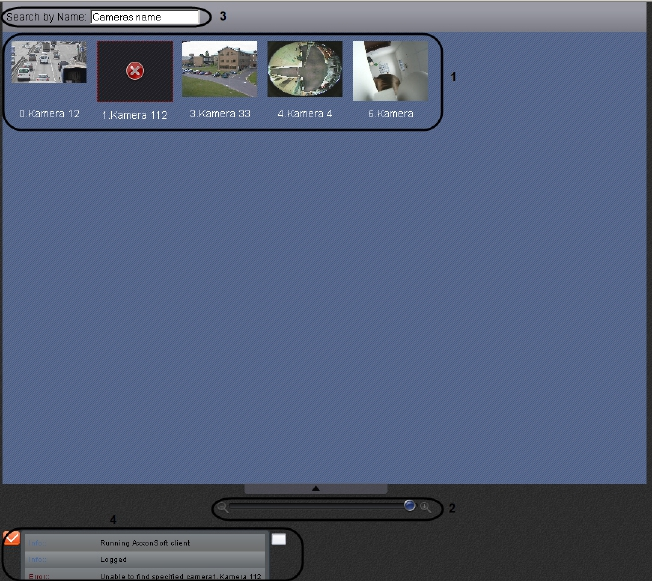 Search by Name: Cameras name
3
1
0.Kamera 12
1.Kamera 112
3.Kamera 33
4.Kamera 4
6.Kamera
2
4
Info: Running AxxonSoft client
Info: Logged
Error: Unable to find specified camera1. Kamera 112